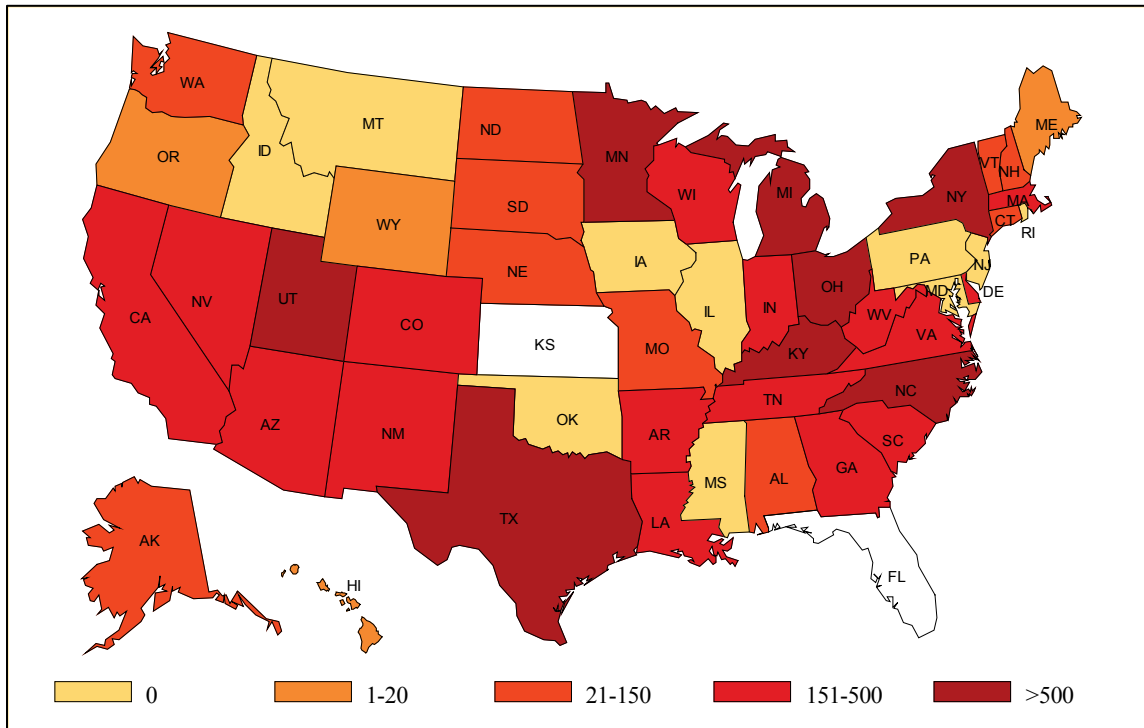 WA
MT
ND
ME
OR
ID
MN
VT
NH
WI
MI
NY
MA
SD
WY
CT
RI
IA
PA
NE
NJ
NV
UT
IL
IN
OH
MD
DE
CA
CO
WV
VA
KS
MO
KY
NC
TN
AZ
NM
OK
AR
SC
MS
AL
GA
TX
LA
AK
HI
FL
0
1-20
21-150
151-500
>500